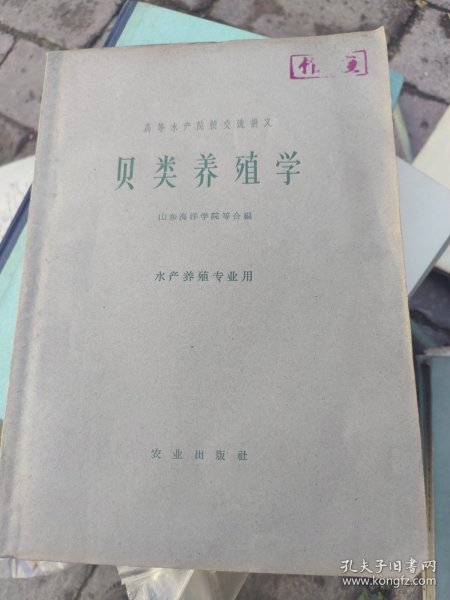 高等水产院校交流讲义
贝类养殖学
山东海洋学院等合编
水产养殖专业用
农业出版社
孔夫子旧书网
www.kongfz.com